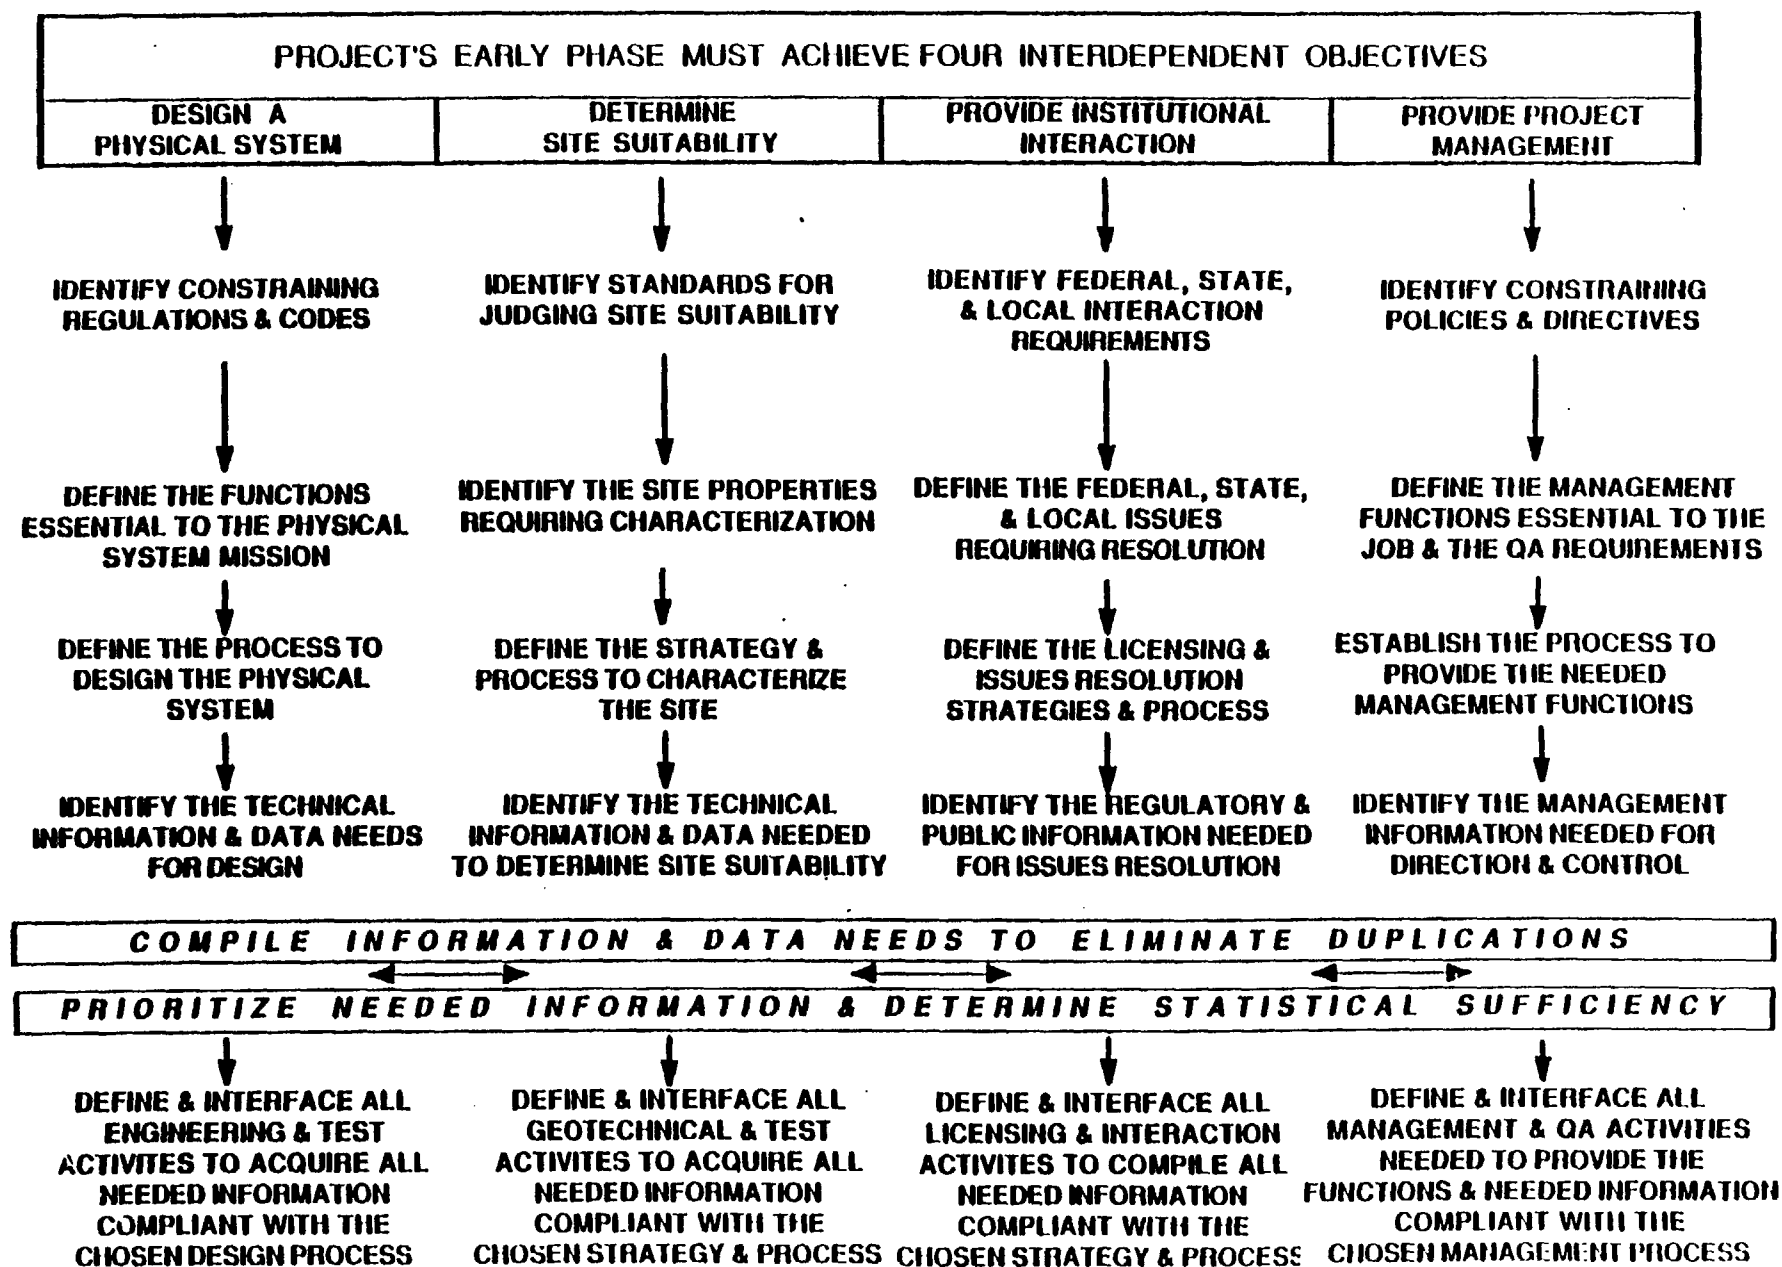 PROJECT'S EARLY PHASE MUST ACHIEVE FOUR INTERDEPENDENT OBJECTIVES
DESIGN A
PHYSICAL SYSTEM
DETERMINE
SITE SUITABILITY
PROVIDE INSTITUTIONAL
INTERACTION
PROVIDE PROJECT
MANAGEMENT
IDENTIFY CONSTRAINING
REGULATIONS & CODES
IDENTIFY STANDARDS FOR
JUDGING SITE SUITABILITY
IDENTIFY FEDERAL, STATE,
& LOCAL INTERACTION
REQUIREMENTS
IDENTIFY CONSTRAINING
POLICIES & DIRECTIVES
DEFINE THE FUNCTIONS
ESSENTIAL TO THE PHYSICAL
SYSTEM MISSION
IDENTIFY THE SITE PROPERTIES
REQUIRING CHARACTERIZATION
DEFINE THE FEDERAL, STATE,
& LOCAL ISSUES
REQUIRING RESOLUTION
DEFINE THE MANAGEMENT
FUNCTIONS ESSENTIAL TO THE
JOB & THE QA REQUIREMENTS
DEFINE THE PROCESS TO
DESIGN THE PHYSICAL
SYSTEM
DEFINE THE STRATEGY &
PROCESS TO CHARACTERIZE
THE SITE
DEFINE THE LICENSING &
ISSUES RESOLUTION
STRATEGIES & PROCESS
ESTABLISH THE PROCESS TO
PROVIDE THE NEEDED
MANAGEMENT FUNCTIONS
IDENTIFY THE TECHNICAL
INFORMATION & DATA NEEDS
FOR DESIGN
IDENTIFY THE TECHNICAL
INFORMATION & DATA NEEDED
TO DETERMINE SITE SUITABILITY
IDENTIFY THE REGULATORY &
PUBLIC INFORMATION NEEDED
FOR ISSUES RESOLUTION
IDENTIFY THE MANAGEMENT
INFORMATION NEEDED FOR
DIRECTION & CONTROL
COMPILE INFORMATION & DATA NEEDS TO ELIMINATE DUPLICATIONS
PRIORITIZE NEEDED INFORMATION & DETERMINE STATISTICAL SUFFICIENCY
DEFINE & INTERFACE ALL
ENGINEERING & TEST
ACTIVITES TO ACQUIRE ALL
NEEDED INFORMATION
COMPLIANT WITH THE
CHOSEN DESIGN PROCESS
DEFINE & INTERFACE ALL
GEOTECHNICAL & TEST
ACTIVITES TO ACQUIRE ALL
NEEDED INFORMATION
COMPLIANT WITH THE
CHOSEN STRATEGY & PROCESS
DEFINE & INTERFACE ALL
LICENSING & INTERACTION
ACTIVITES TO COMPILE ALL
NEEDED INFORMATION
COMPLIANT WITH THE
CHOSEN STRATEGY & PROCESS
DEFINE & INTERFACE ALL
MANAGEMENT & QA ACTIVITIES
NEEDED TO PROVIDE THE
FUNCTIONS & NEEDED INFORMATION
COMPLIANT WITH THE
CHOSEN MANAGEMENT PROCESS